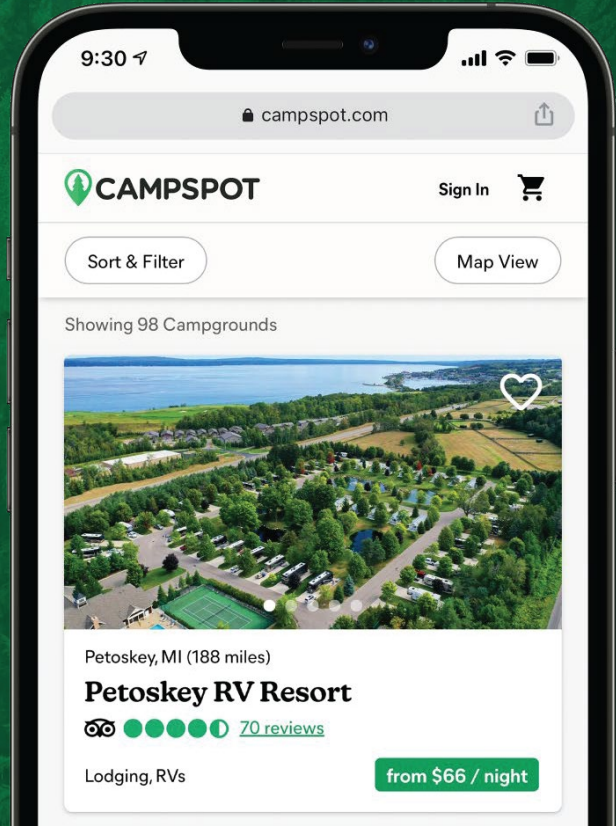 9:30
campspot.com
CAMPSPOT
Sign In
Sort & Filter
Map View
Showing 98 Campgrounds
Petoskey, MI (188 miles)
Petoskey RV Resort
70 reviews
Lodging, RVs
from $66 / night